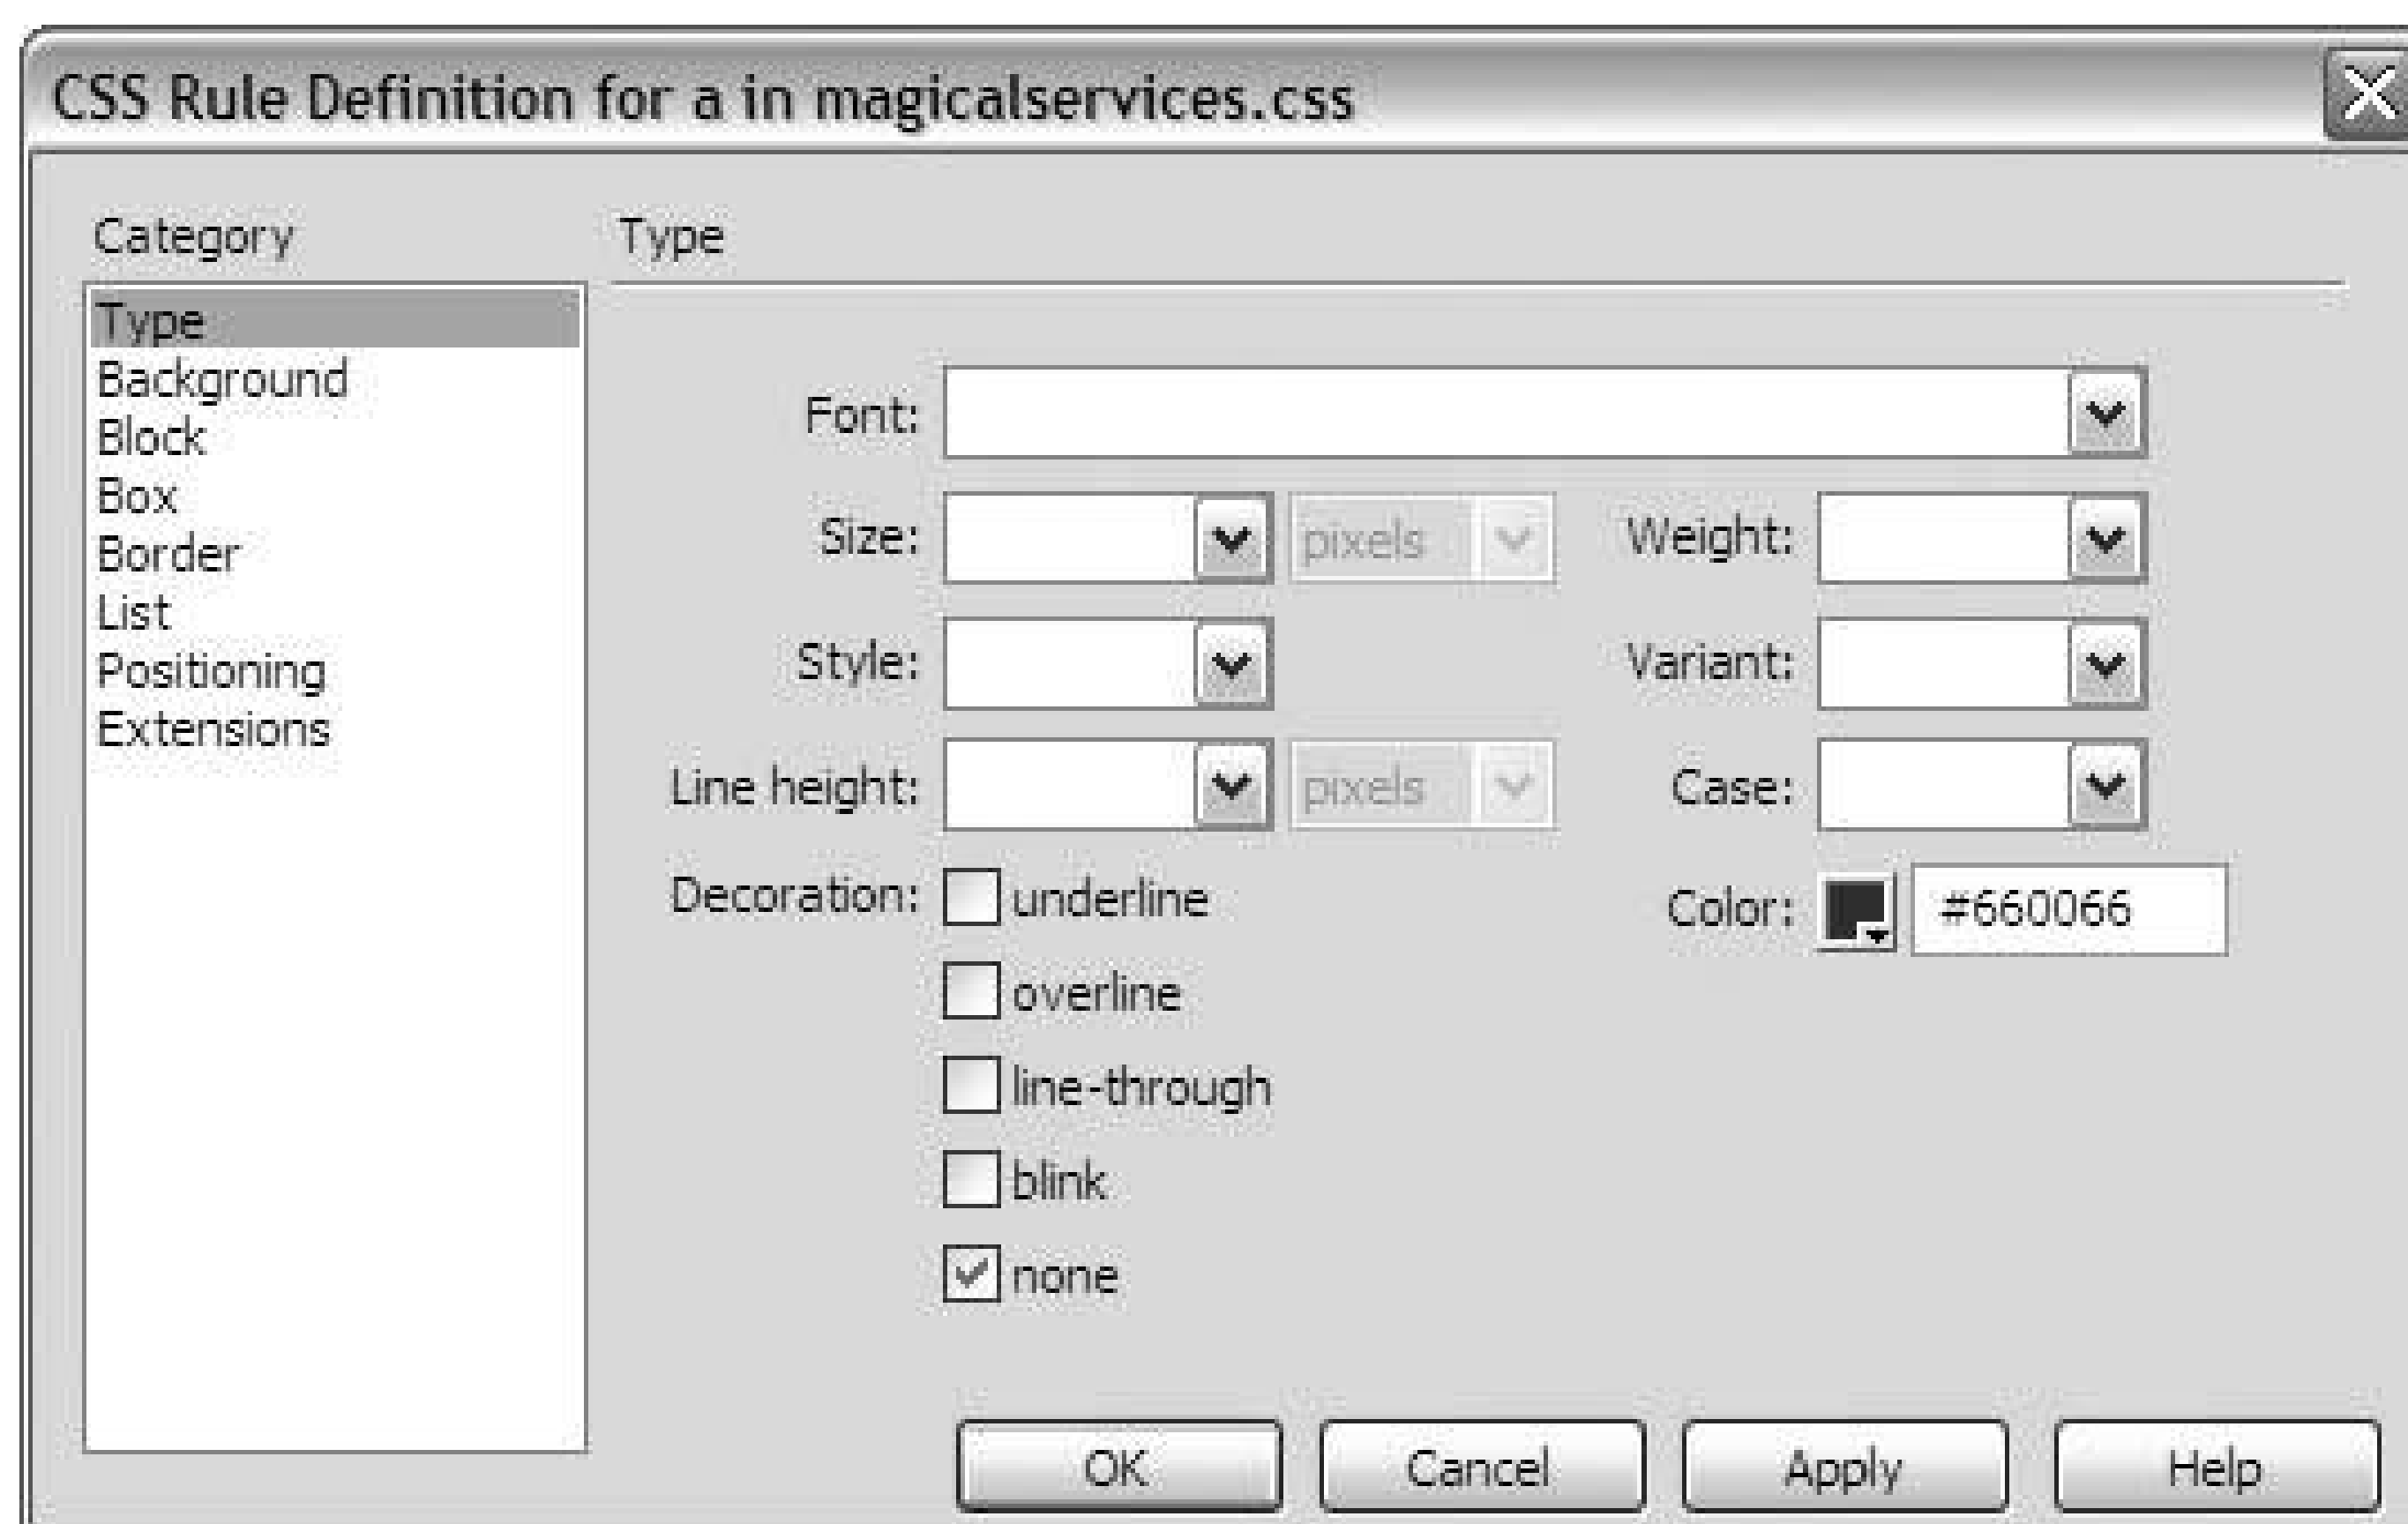 CSS Rule Definition for a in magicalservices.css
Category
Type
Background
Block
Box
Border
List
Positioning
Extensions
Type
Font:
Size: pixels Weight:
Style: Variant:
Line height: pixels Case:
Decoration: underline Color: #660066
overline
line-through
blink
none
OK Cancel Apply Help